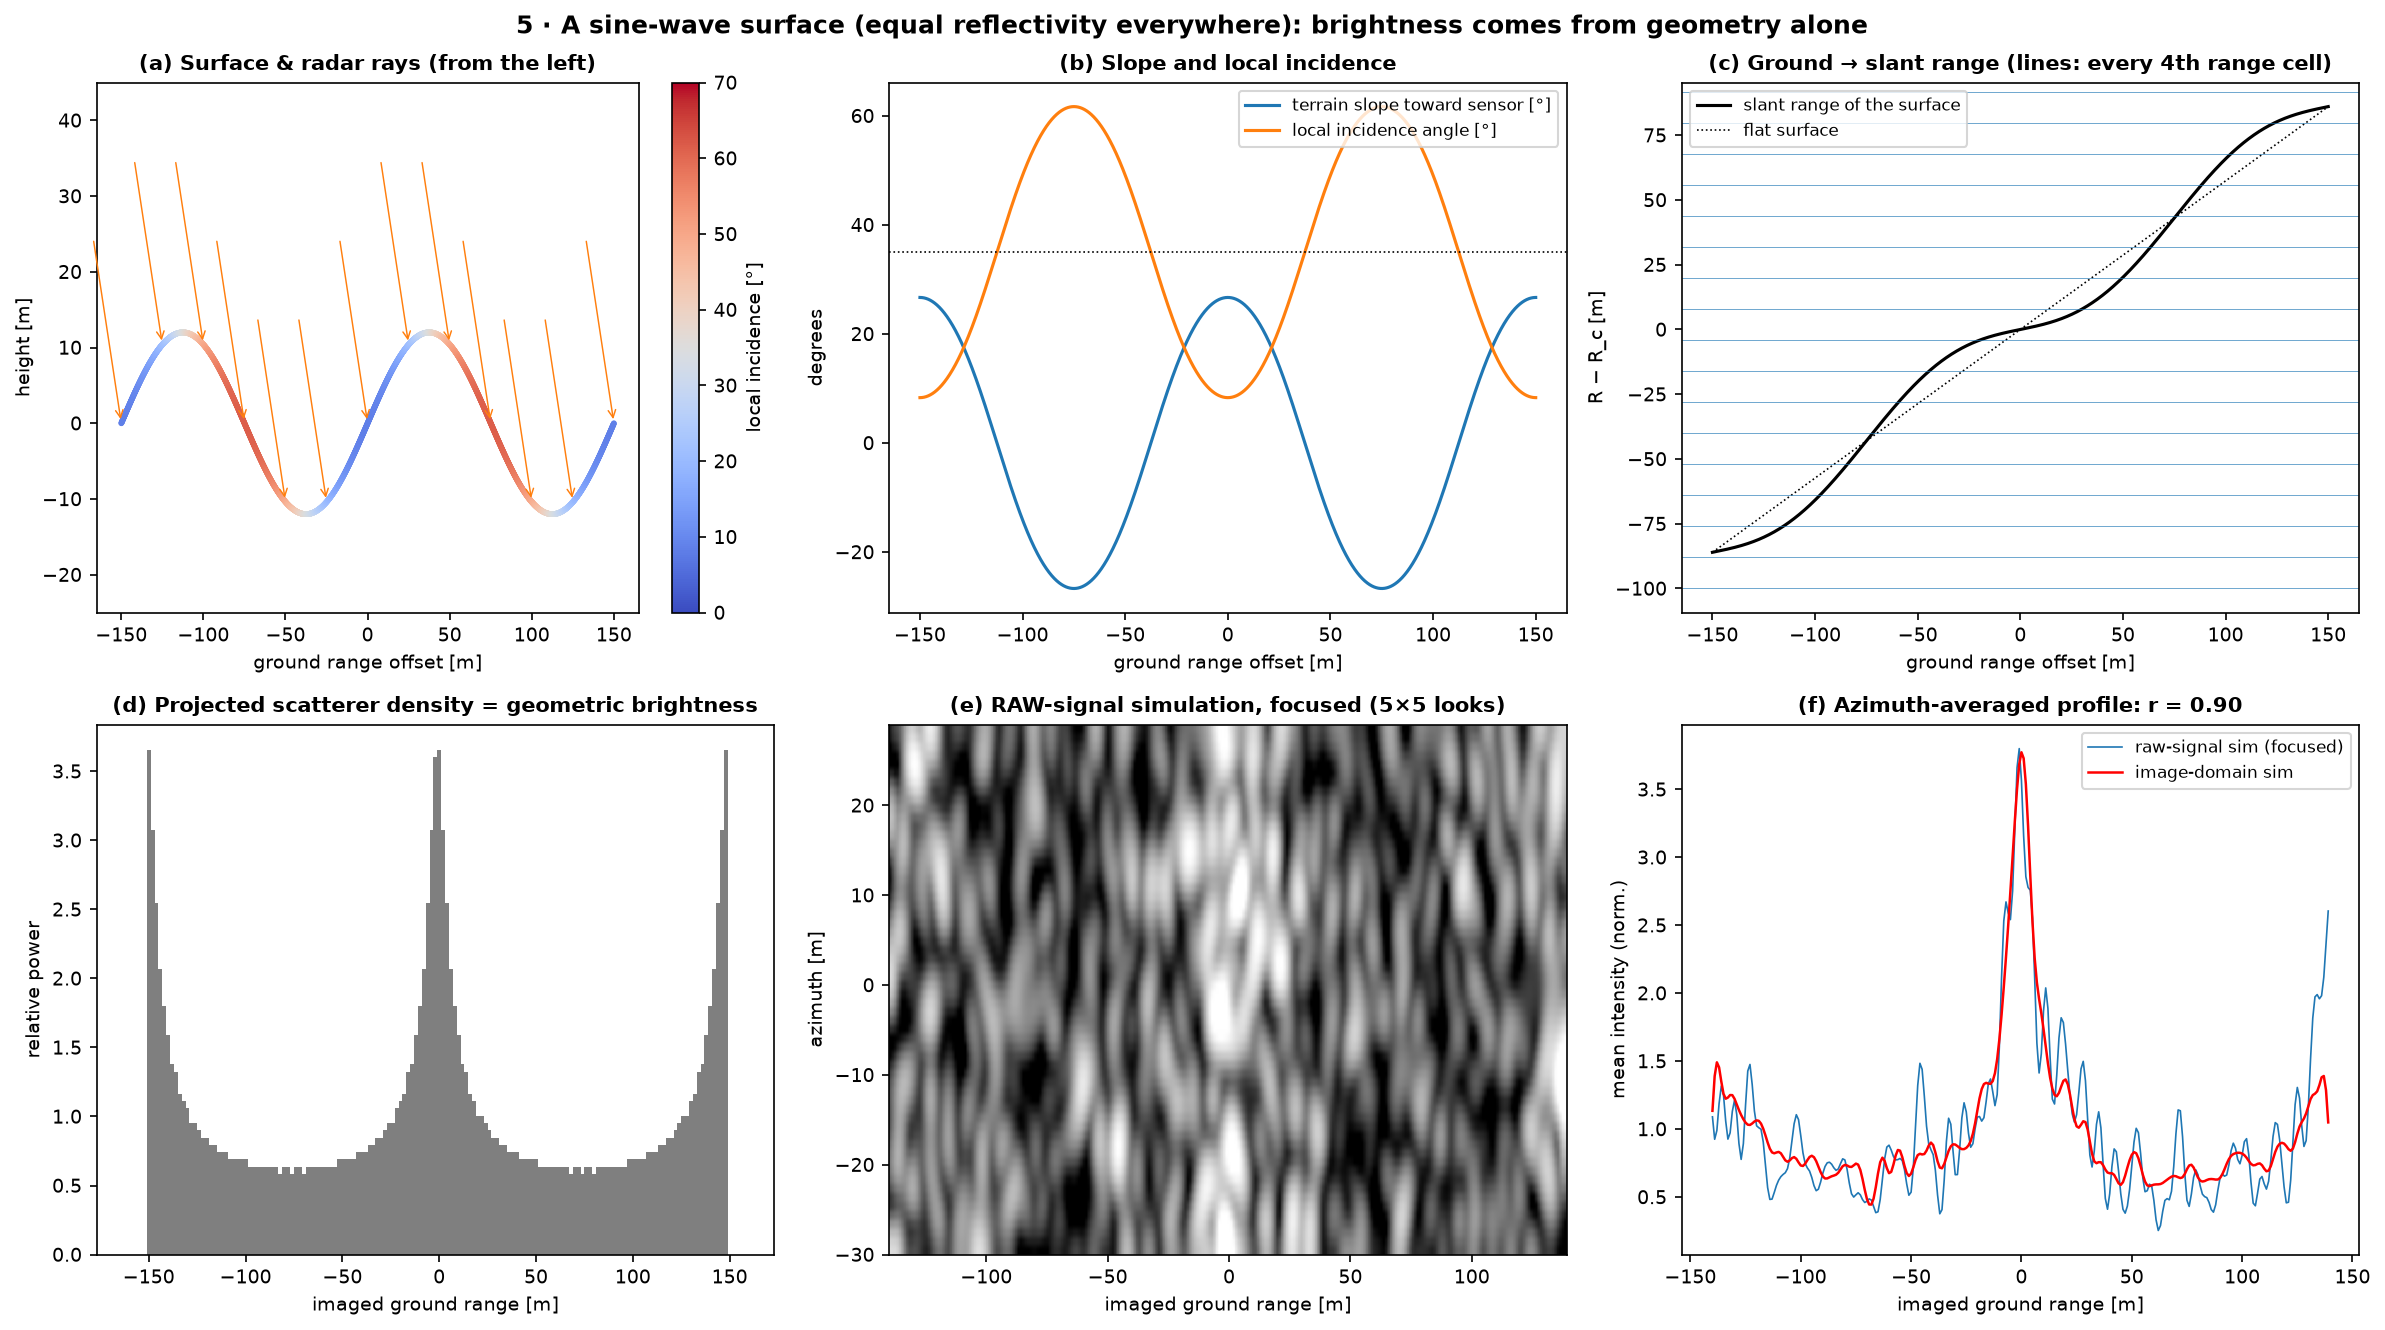 5 · A sine-wave surface (equal reflectivity everywhere): brightness comes from geometry alone
(a) Surface & radar rays (from the left)
40
30
20
10
0
−10
−20
height [m]
−150 −100 −50 0 50 100 150
ground range offset [m]
70
60
50
40
30
20
10
0
local incidence [°]
(b) Slope and local incidence
terrain slope toward sensor [°]
local incidence angle [°]
60
40
20
0
−20
degrees
−150 −100 −50 0 50 100 150
ground range offset [m]
(c) Ground → slant range (lines: every 4th range cell)
slant range of the surface
flat surface
75
50
25
0
−25
−50
−75
−100
R − R_c [m]
−150 −100 −50 0 50 100 150
ground range offset [m]
(d) Projected scatterer density = geometric brightness
3.5
3.0
2.5
2.0
1.5
1.0
0.5
0.0
relative power
−150 −100 −50 0 50 100 150
imaged ground range [m]
(e) RAW-signal simulation, focused (5×5 looks)
20
10
0
−10
−20
−30
azimuth [m]
−100 −50 0 50 100
imaged ground range [m]
(f) Azimuth-averaged profile: r = 0.90
raw-signal sim (focused)
image-domain sim
3.5
3.0
2.5
2.0
1.5
1.0
0.5
mean intensity (norm.)
−150 −100 −50 0 50 100 150
imaged ground range [m]